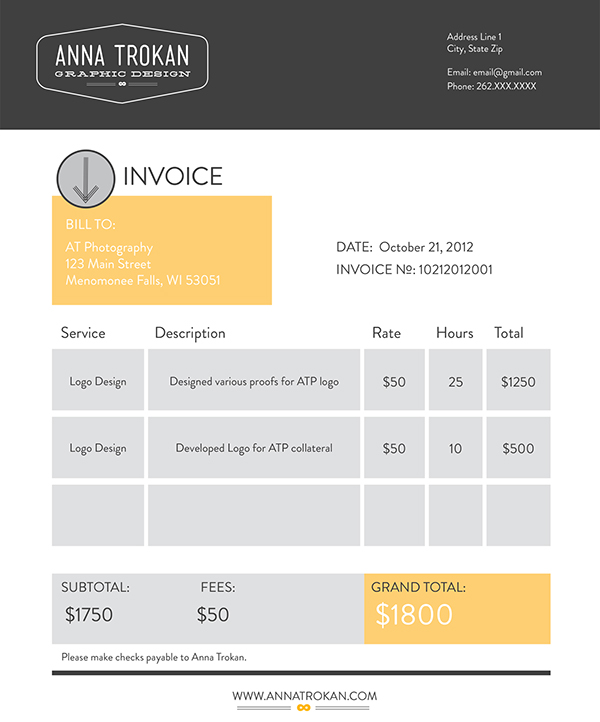 ANNA TROKAN
GRAPHIC DESIGN
Address Line 1
City, State Zip
Email: email@gmail.com
Phone: 262.XXX.XXXX
INVOICE
BILL TO:
AT Photography
123 Main Street
Menomonee Falls, WI 53051
DATE: October 21, 2012
INVOICE Nº: 10212012001
Service Description Rate Hours Total
Logo Design Designed various proofs for ATP logo $50 25 $1250
Logo Design Developed Logo for ATP collateral $50 10 $500
SUBTOTAL: FEES: GRAND TOTAL:
$1750 $50 $1800
Please make checks payable to Anna Trokan.
WWW.ANNATROKAN.COM